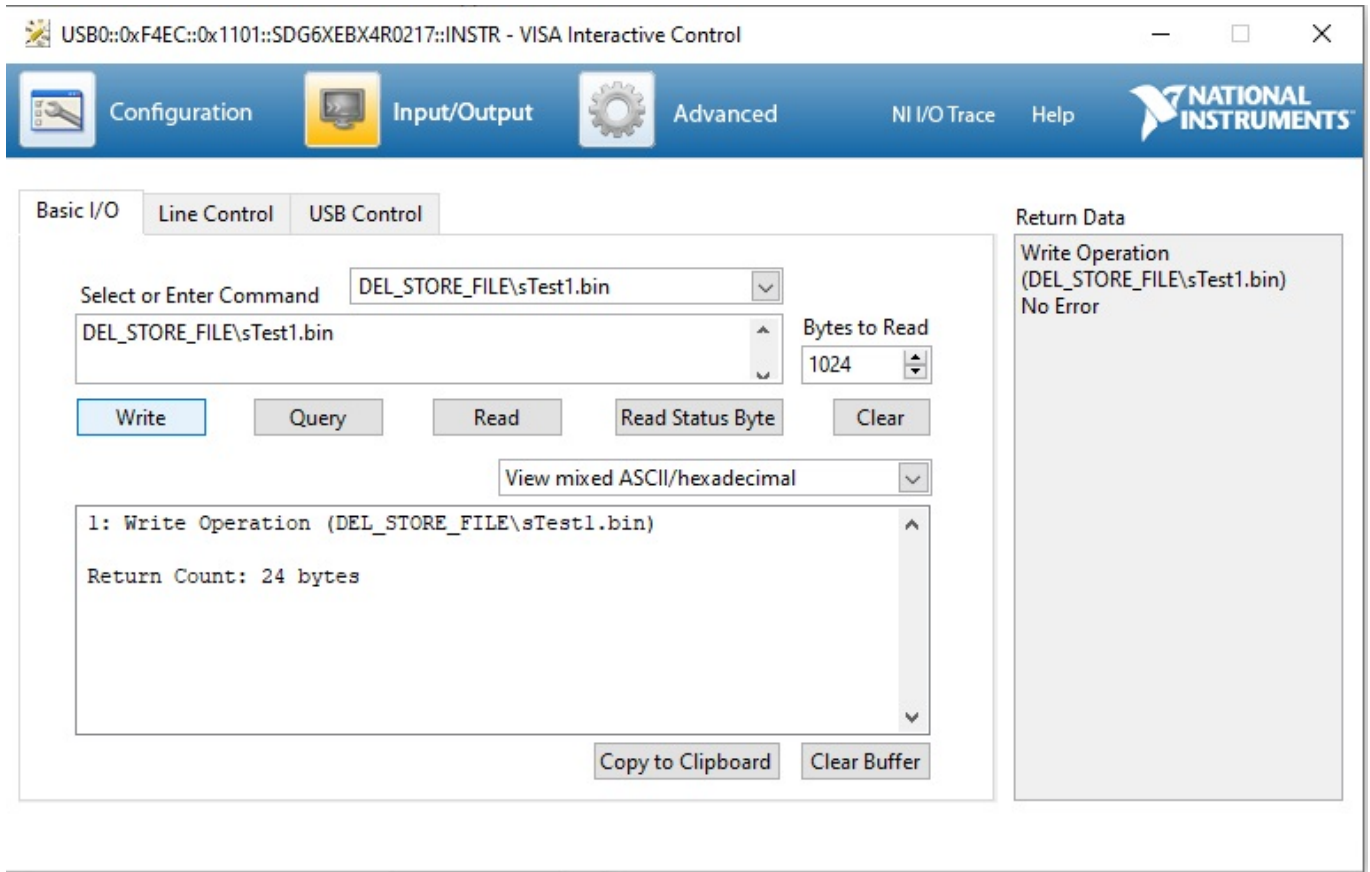 USB0::0xF4EC::0x1101::SDG6XEBX4R0217::INSTR - VISA Interactive Control
Configuration
Input/Output
Advanced
NI I/O Trace
Help
NATIONAL
INSTRUMENTS
Basic I/O
Line Control
USB Control
Select or Enter Command
DEL_STORE_FILE\sTest1.bin
DEL_STORE_FILE\sTest1.bin
Bytes to Read
1024
Write
Query
Read
Read Status Byte
Clear
View mixed ASCII/hexadecimal
1: Write Operation (DEL_STORE_FILE\sTest1.bin)
Return Count: 24 bytes
Copy to Clipboard
Clear Buffer
Return Data
Write Operation
(DEL_STORE_FILE\sTest1.bin)
No Error